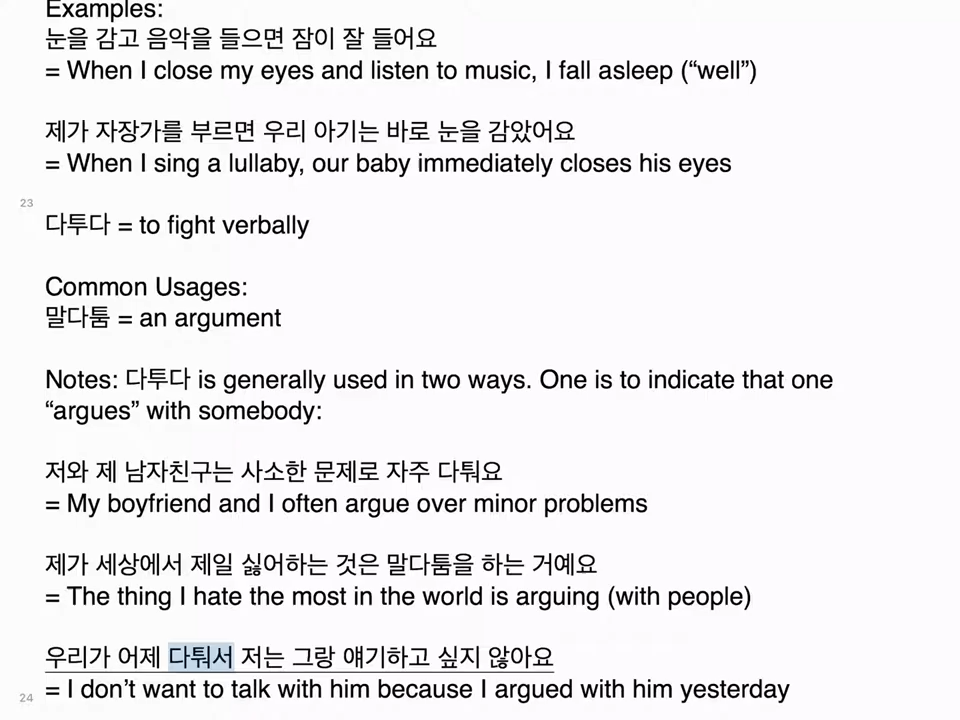 Examples:
눈을 감고 음악을 들으면 잠이 잘 들어요
= When I close my eyes and listen to music, I fall asleep (“well”)
제가 자장가를 부르면 우리 아기는 바로 눈을 감았어요
= When I sing a lullaby, our baby immediately closes his eyes
23
다투다 = to fight verbally
Common Usages:
말다툼 = an argument
Notes: 다투다 is generally used in two ways. One is to indicate that one
“argues” with somebody:
저와 제 남자친구는 사소한 문제로 자주 다퉈요
= My boyfriend and I often argue over minor problems
제가 세상에서 제일 싫어하는 것은 말다툼을 하는 거예요
= The thing I hate the most in the world is arguing (with people)
우리가 어제 다퉈서 저는 그랑 얘기하고 싶지 않아요
= I don’t want to talk with him because I argued with him yesterday
24